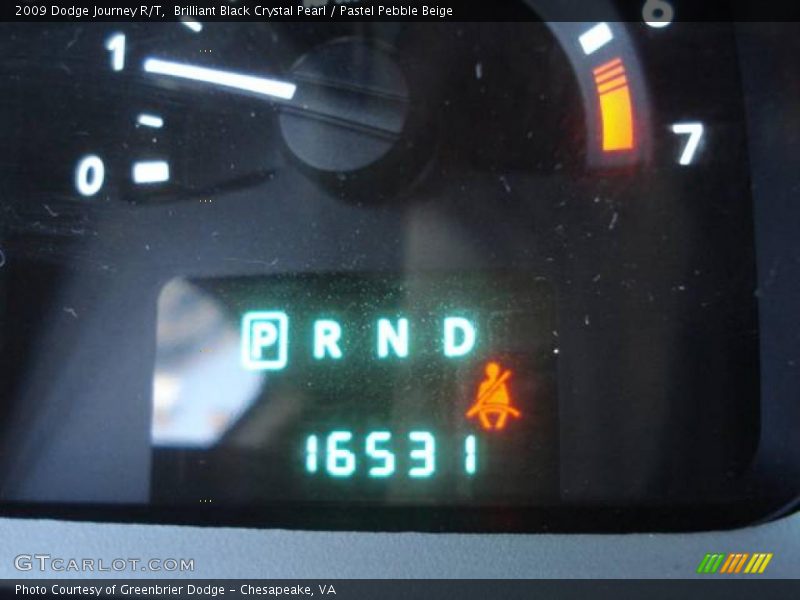 2009 Dodge Journey R/T, Brilliant Black Crystal Pearl / Pastel Pebble Beige
6
1
7
0
P R N D
16531
GTCARLOT.COM
Photo Courtesy of Greenbrier Dodge - Chesapeake, VA